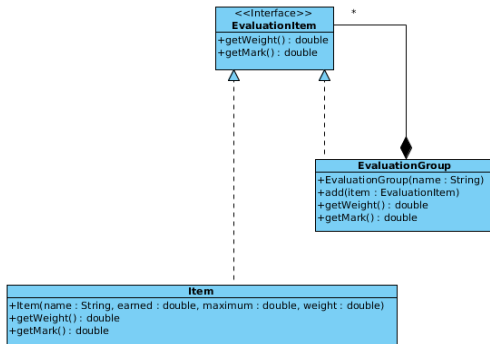 <<Interface>>
EvaluationItem
+getWeight() : double
+getMark() : double
*
EvaluationGroup
+EvaluationGroup(name : String)
+add(item : EvaluationItem)
+getWeight() : double
+getMark() : double
Item
+Item(name : String, earned : double, maximum : double, weight : double)
+getWeight() : double
+getMark() : double